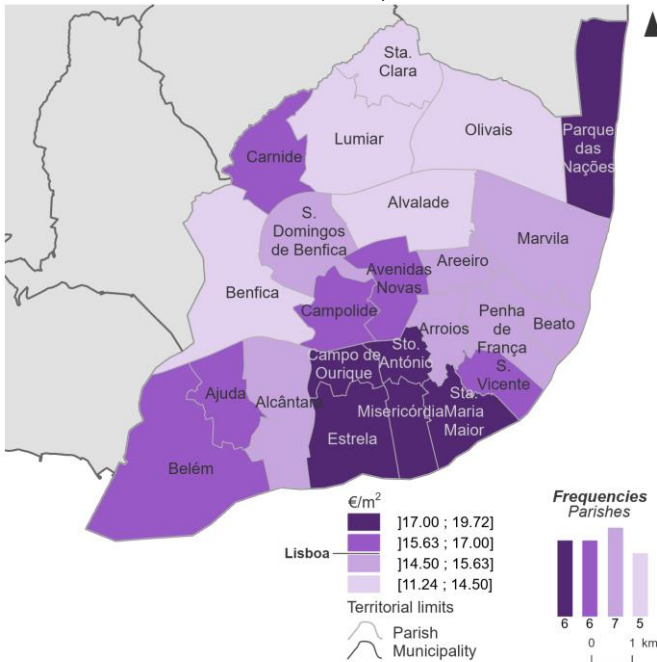 Sta.
Clara
Lumiar
Olivais
Parque
das
Nações
Carnide
Alvalade
S.
Domingos
de Benfica
Marvila
Avenidas
Novas
Areeiro
Benfica
Campolide
Arroios
Penha
de
França
Beato
Campo de
Ourique
Sto.
António
S.
Vicente
Ajuda
Alcântara
Misericórdia
Sta.
Maria
Maior
Estrela
Belém
€/m²
]17.00 ; 19.72]
]15.63 ; 17.00]
Lisboa
]14.50 ; 15.63]
[11.24 ; 14.50]
Territorial limits
Parish
Municipality
Frequencies
Parishes
6 6 7 5
0 1 km